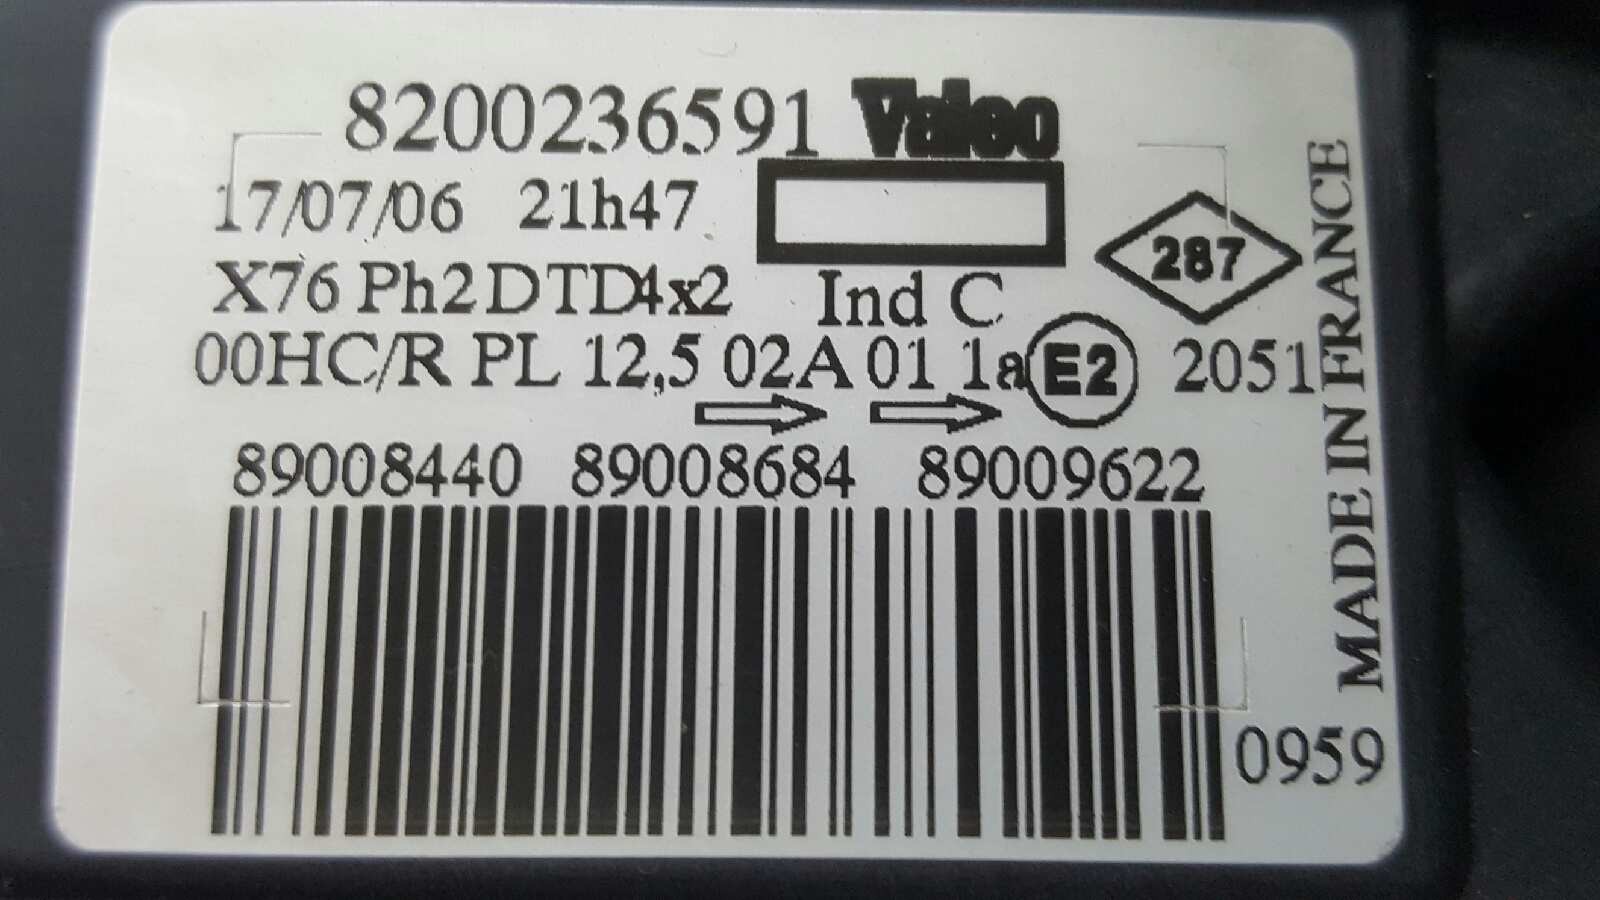 8200236591 Valeo
17/07/06 21h47
287
X76 Ph2 DTD4x2 Ind C
00HC/R PL 12,5 02A 01 1a E2 2051
89008440 89008684 89009622
MADE IN FRANCE
0959